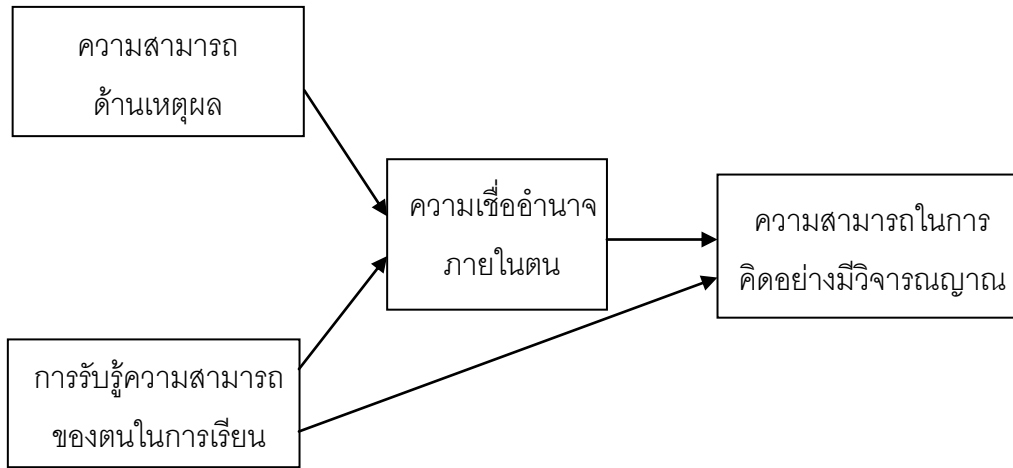 ความสามารถ
ด้านเหตุผล
ความเชื่ออำนาจ
ภายในตน
ความสามารถในการ
คิดอย่างมีวิจารณญาณ
การรับรู้ความสามารถ
ของตนในการเรียน